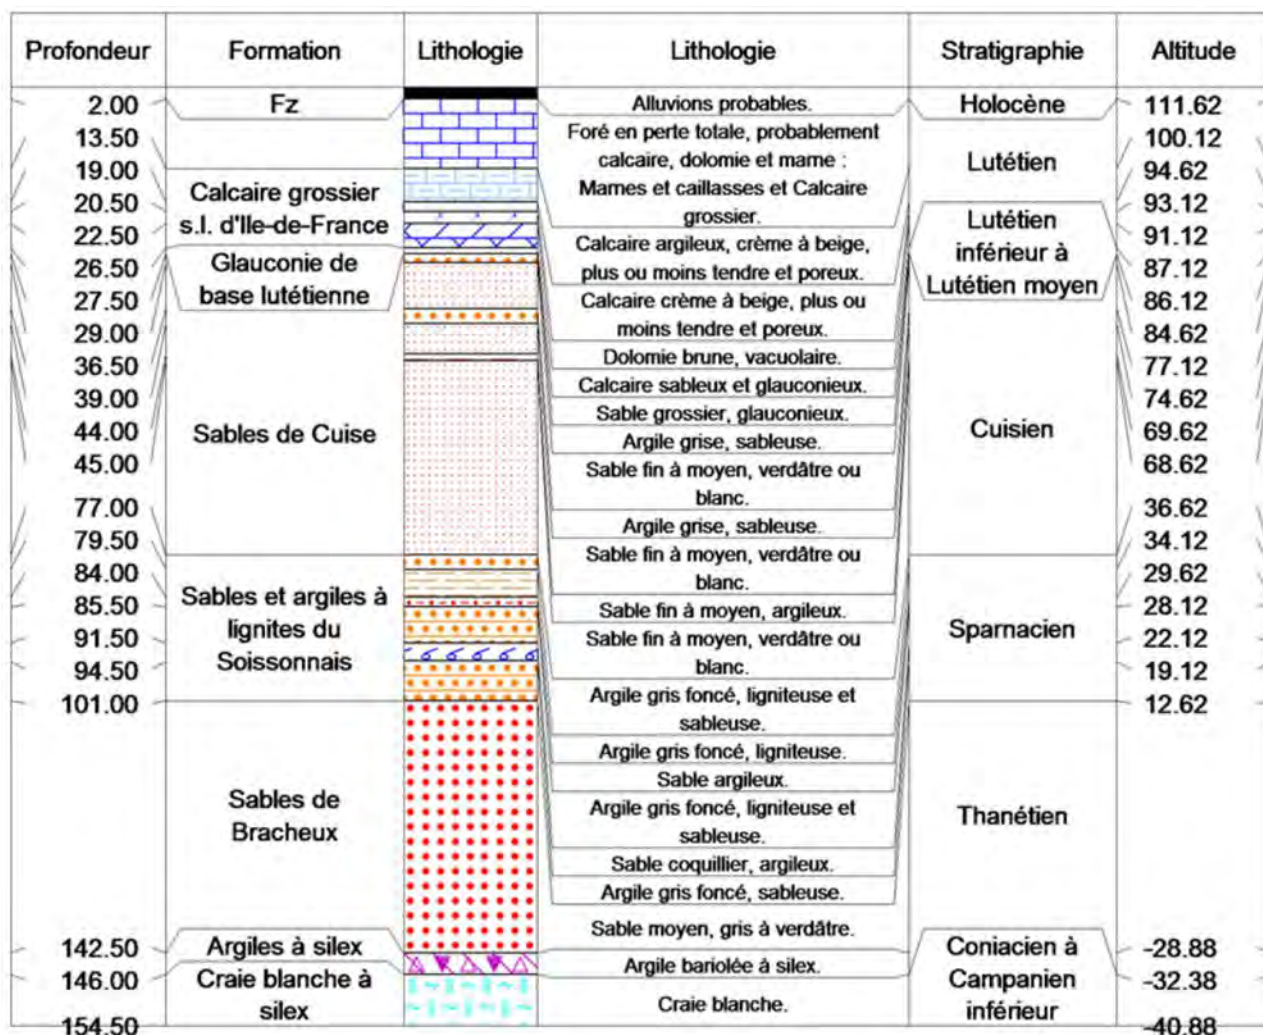 Profondeur Formation Lithologie Lithologie Stratigraphie Altitude
2.00 Fz Alluvions probables. Holocène 111.62
13.50 Foré en perte totale, probablement 100.12
calcaire, dolomie et marne : Lutétien
19.00 Marnes et caillasses et Calcaire 94.62
Calcaire grossier grossier.
20.50 s.l. d'Ile-de-France Lutétien 93.12
22.50 Calcaire argileux, crème à beige, inférieur à 91.12
26.50 Glauconie de plus ou moins tendre et poreux. Lutétien moyen 87.12
27.50 base lutétienne Calcaire crème à beige, plus ou 86.12
29.00 moins tendre et poreux. 84.62
36.50 Dolomie brune, vacuolaire. 77.12
39.00 Calcaire sableux et glauconieux. 74.62
Sable grossier, glauconieux.
44.00 Sables de Cuise Argile grise, sableuse. Cuisien 69.62
45.00 Sable fin à moyen, verdâtre ou 68.62
blanc.
77.00 Argile grise, sableuse. 36.62
79.50 Sable fin à moyen, verdâtre ou 34.12
84.00 blanc. 29.62
85.50 Sables et argiles à Sable fin à moyen, argileux. 28.12
91.50 lignites du Sable fin à moyen, verdâtre ou Sparnacien 22.12
94.50 Soissonnais blanc. 19.12
101.00 Argile gris foncé, ligniteuse et 12.62
sableuse.
Argile gris foncé, ligniteuse.
Sable argileux.
Sables de Argile gris foncé, ligniteuse et Thanétien
Bracheux sableuse.
Sable coquillier, argileux.
Argile gris foncé, sableuse.
Sable moyen, gris à verdâtre.
142.50 Argiles à silex Coniacien à -28.88
146.00 Craie blanche à Argile bariolée à silex. Campanien -32.38
silex Craie blanche. inférieur
154.50 -40.88